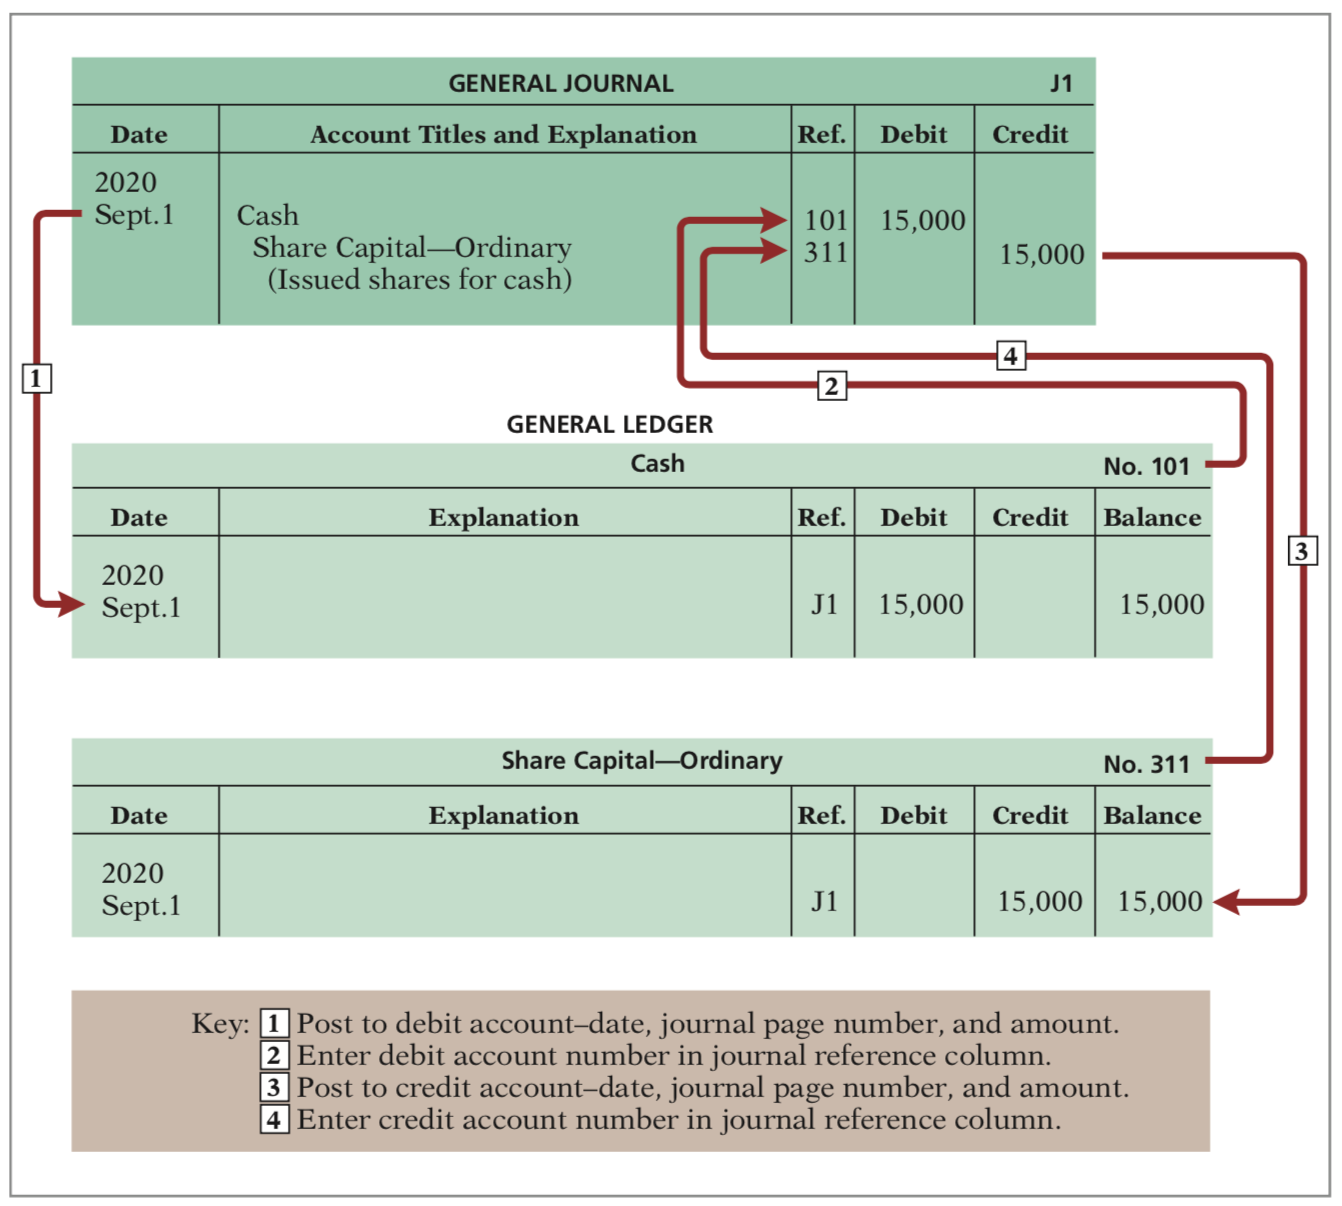 GENERAL JOURNAL J1
Date Account Titles and Explanation Ref. Debit Credit
2020
Sept.1 Cash 101 15,000
Share Capital—Ordinary 311 15,000
(Issued shares for cash)
4
1
2
GENERAL LEDGER
Cash No. 101
Date Explanation Ref. Debit Credit Balance
3
2020
Sept.1 J1 15,000 15,000
Share Capital—Ordinary No. 311
Date Explanation Ref. Debit Credit Balance
2020
Sept.1 J1 15,000 15,000
Key: 1 Post to debit account–date, journal page number, and amount.
2 Enter debit account number in journal reference column.
3 Post to credit account–date, journal page number, and amount.
4 Enter credit account number in journal reference column.